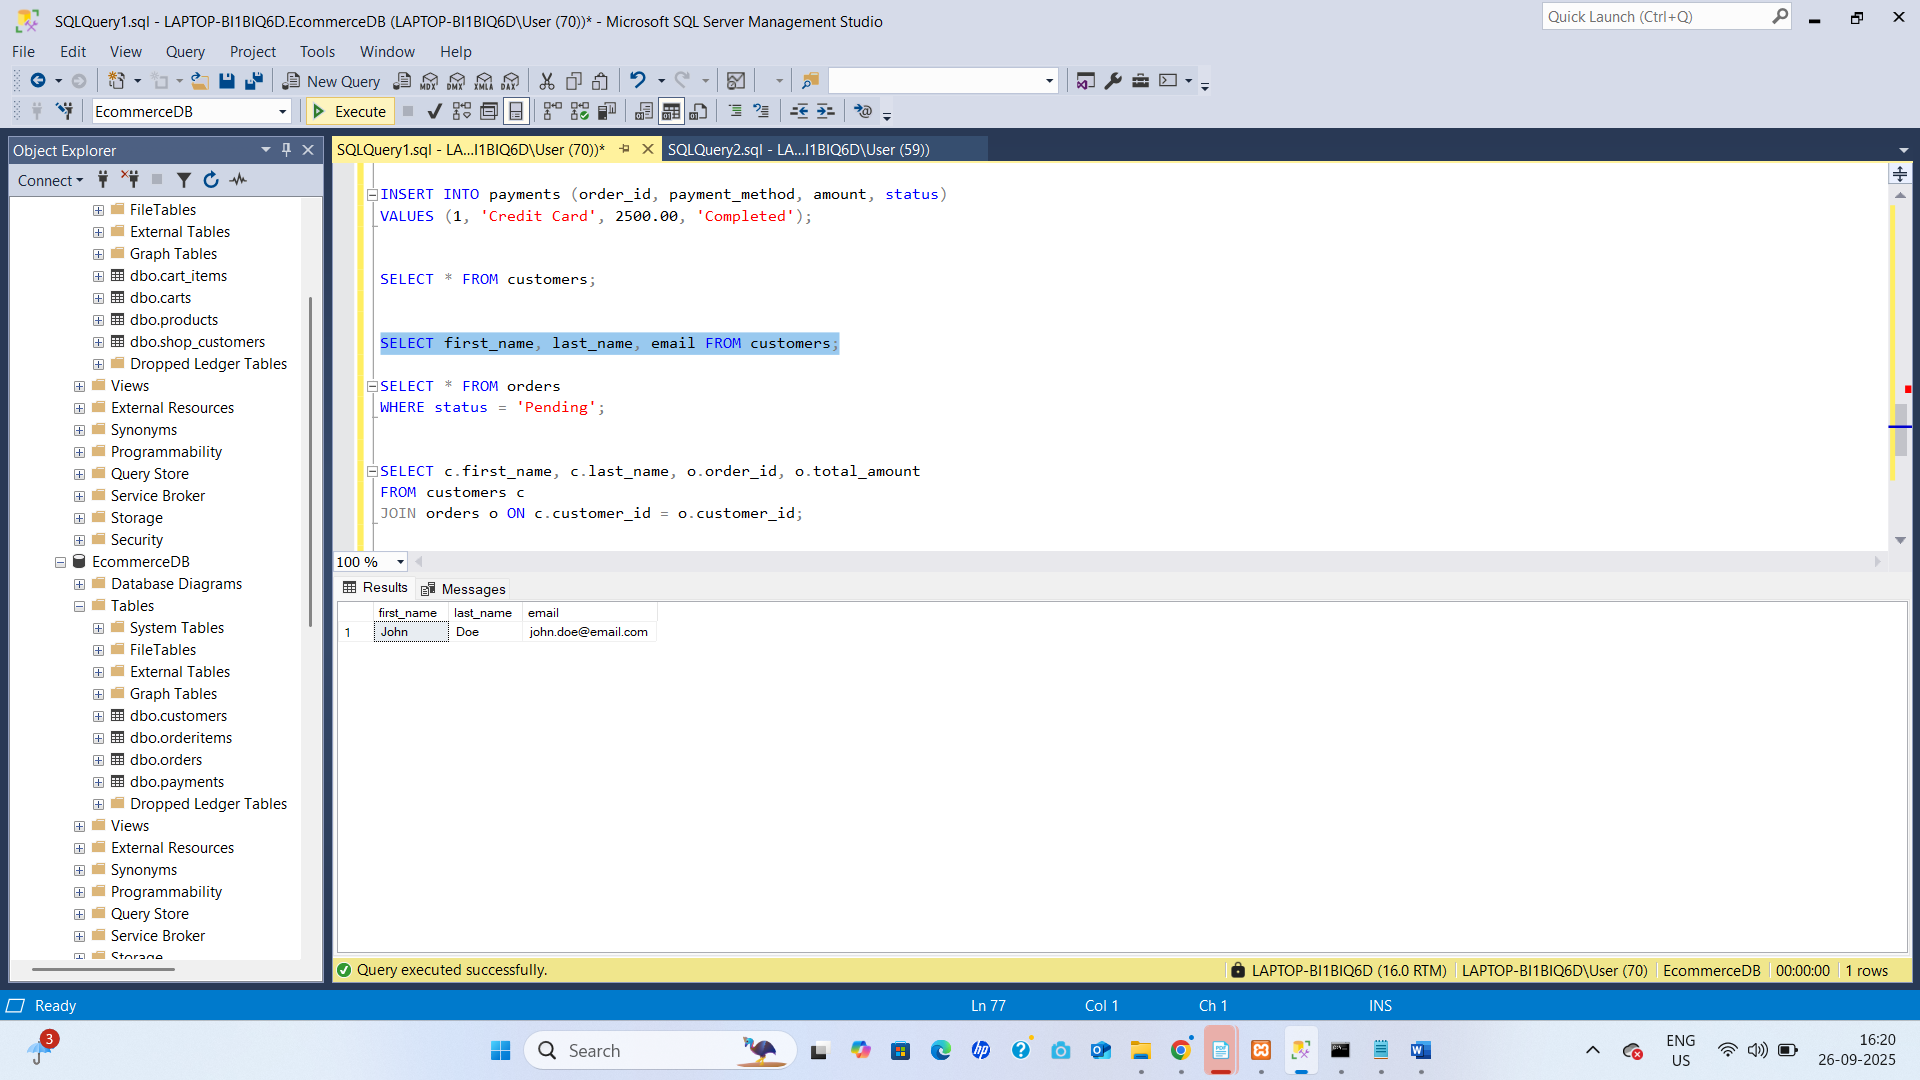 SQLQuery1.sql - LAPTOP-BI1BIQ6D.EcommerceDB (LAPTOP-BI1BIQ6D\User (70))* - Microsoft SQL Server Management Studio
Quick Launch (Ctrl+Q)
File Edit View Query Project Tools Window Help
New Query
MDX DMX XMLA DAX
EcommerceDB
Execute
Object Explorer
Connect
FileTables
External Tables
Graph Tables
dbo.cart_items
dbo.carts
dbo.products
dbo.shop_customers
Dropped Ledger Tables
Views
External Resources
Synonyms
Programmability
Query Store
Service Broker
Storage
Security
EcommerceDB
Database Diagrams
Tables
System Tables
FileTables
External Tables
Graph Tables
dbo.customers
dbo.orderitems
dbo.orders
dbo.payments
Dropped Ledger Tables
Views
External Resources
Synonyms
Programmability
Query Store
Service Broker
Storage
SQLQuery1.sql - LA...I1BIQ6D\User (70))*
SQLQuery2.sql - LA...I1BIQ6D\User (59))
INSERT INTO payments (order_id, payment_method, amount, status)
VALUES (1, 'Credit Card', 2500.00, 'Completed');
SELECT * FROM customers;
SELECT first_name, last_name, email FROM customers;
SELECT * FROM orders
WHERE status = 'Pending';
SELECT c.first_name, c.last_name, o.order_id, o.total_amount
FROM customers c
JOIN orders o ON c.customer_id = o.customer_id;
100 %
Results Messages
first_name last_name email
1 John Doe john.doe@email.com
Query executed successfully.
LAPTOP-BI1BIQ6D (16.0 RTM) LAPTOP-BI1BIQ6D\User (70) EcommerceDB 00:00:00 1 rows
Ready Ln 77 Col 1 Ch 1 INS
3
Search
hp
ENG
US
16:20
26-09-2025